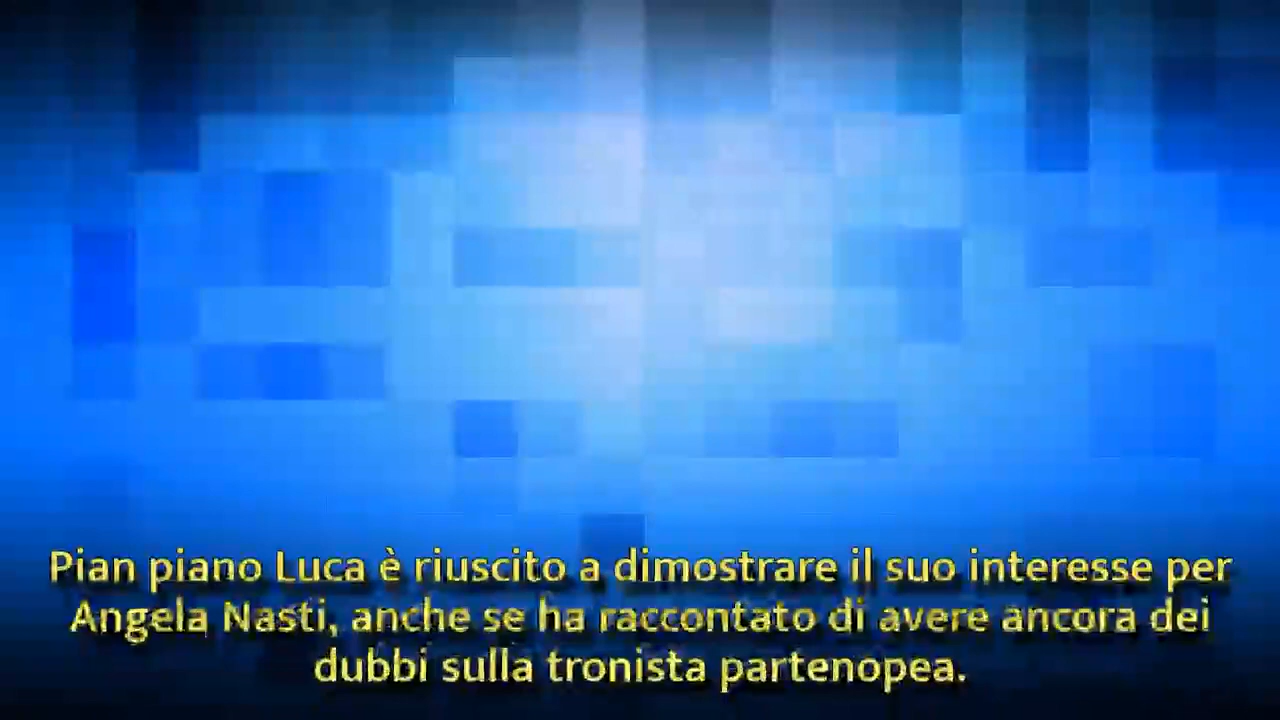 Pian piano Luca è riuscito a dimostrare il suo interesse per
Angela Nasti, anche se ha raccontato di avere ancora dei
dubbi sulla tronista partenopea.